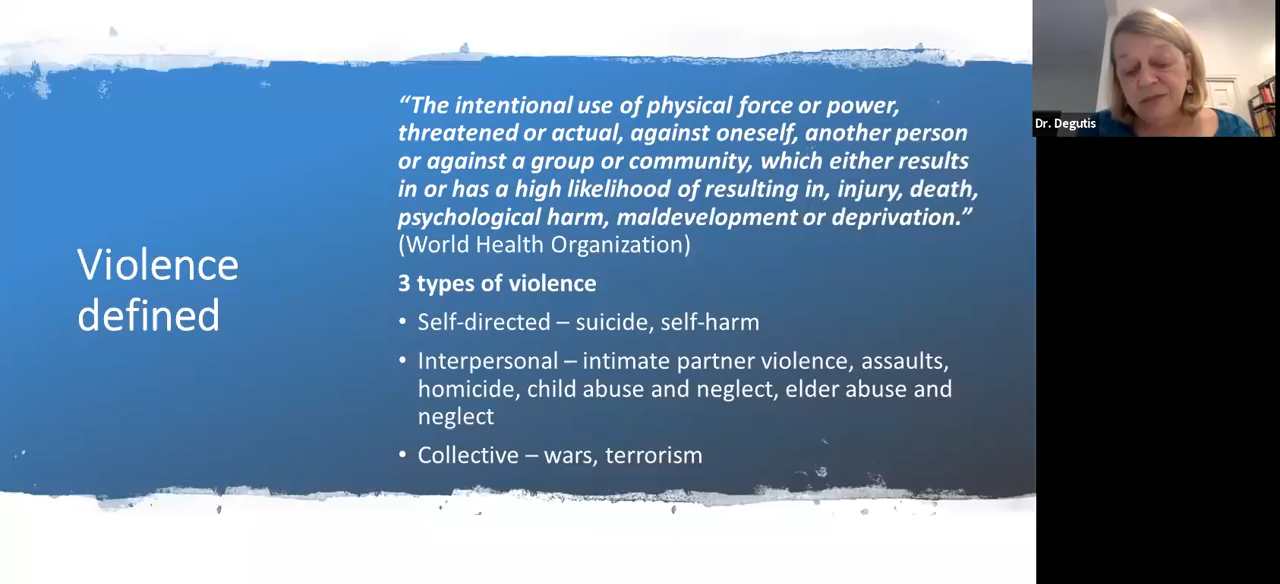 Violence
defined
“The intentional use of physical force or power,
threatened or actual, against oneself, another person
or against a group or community, which either results
in or has a high likelihood of resulting in, injury, death,
psychological harm, maldevelopment or deprivation.”
(World Health Organization)
3 types of violence
• Self-directed – suicide, self-harm
• Interpersonal – intimate partner violence, assaults,
homicide, child abuse and neglect, elder abuse and
neglect
• Collective – wars, terrorism
Dr. Degutis